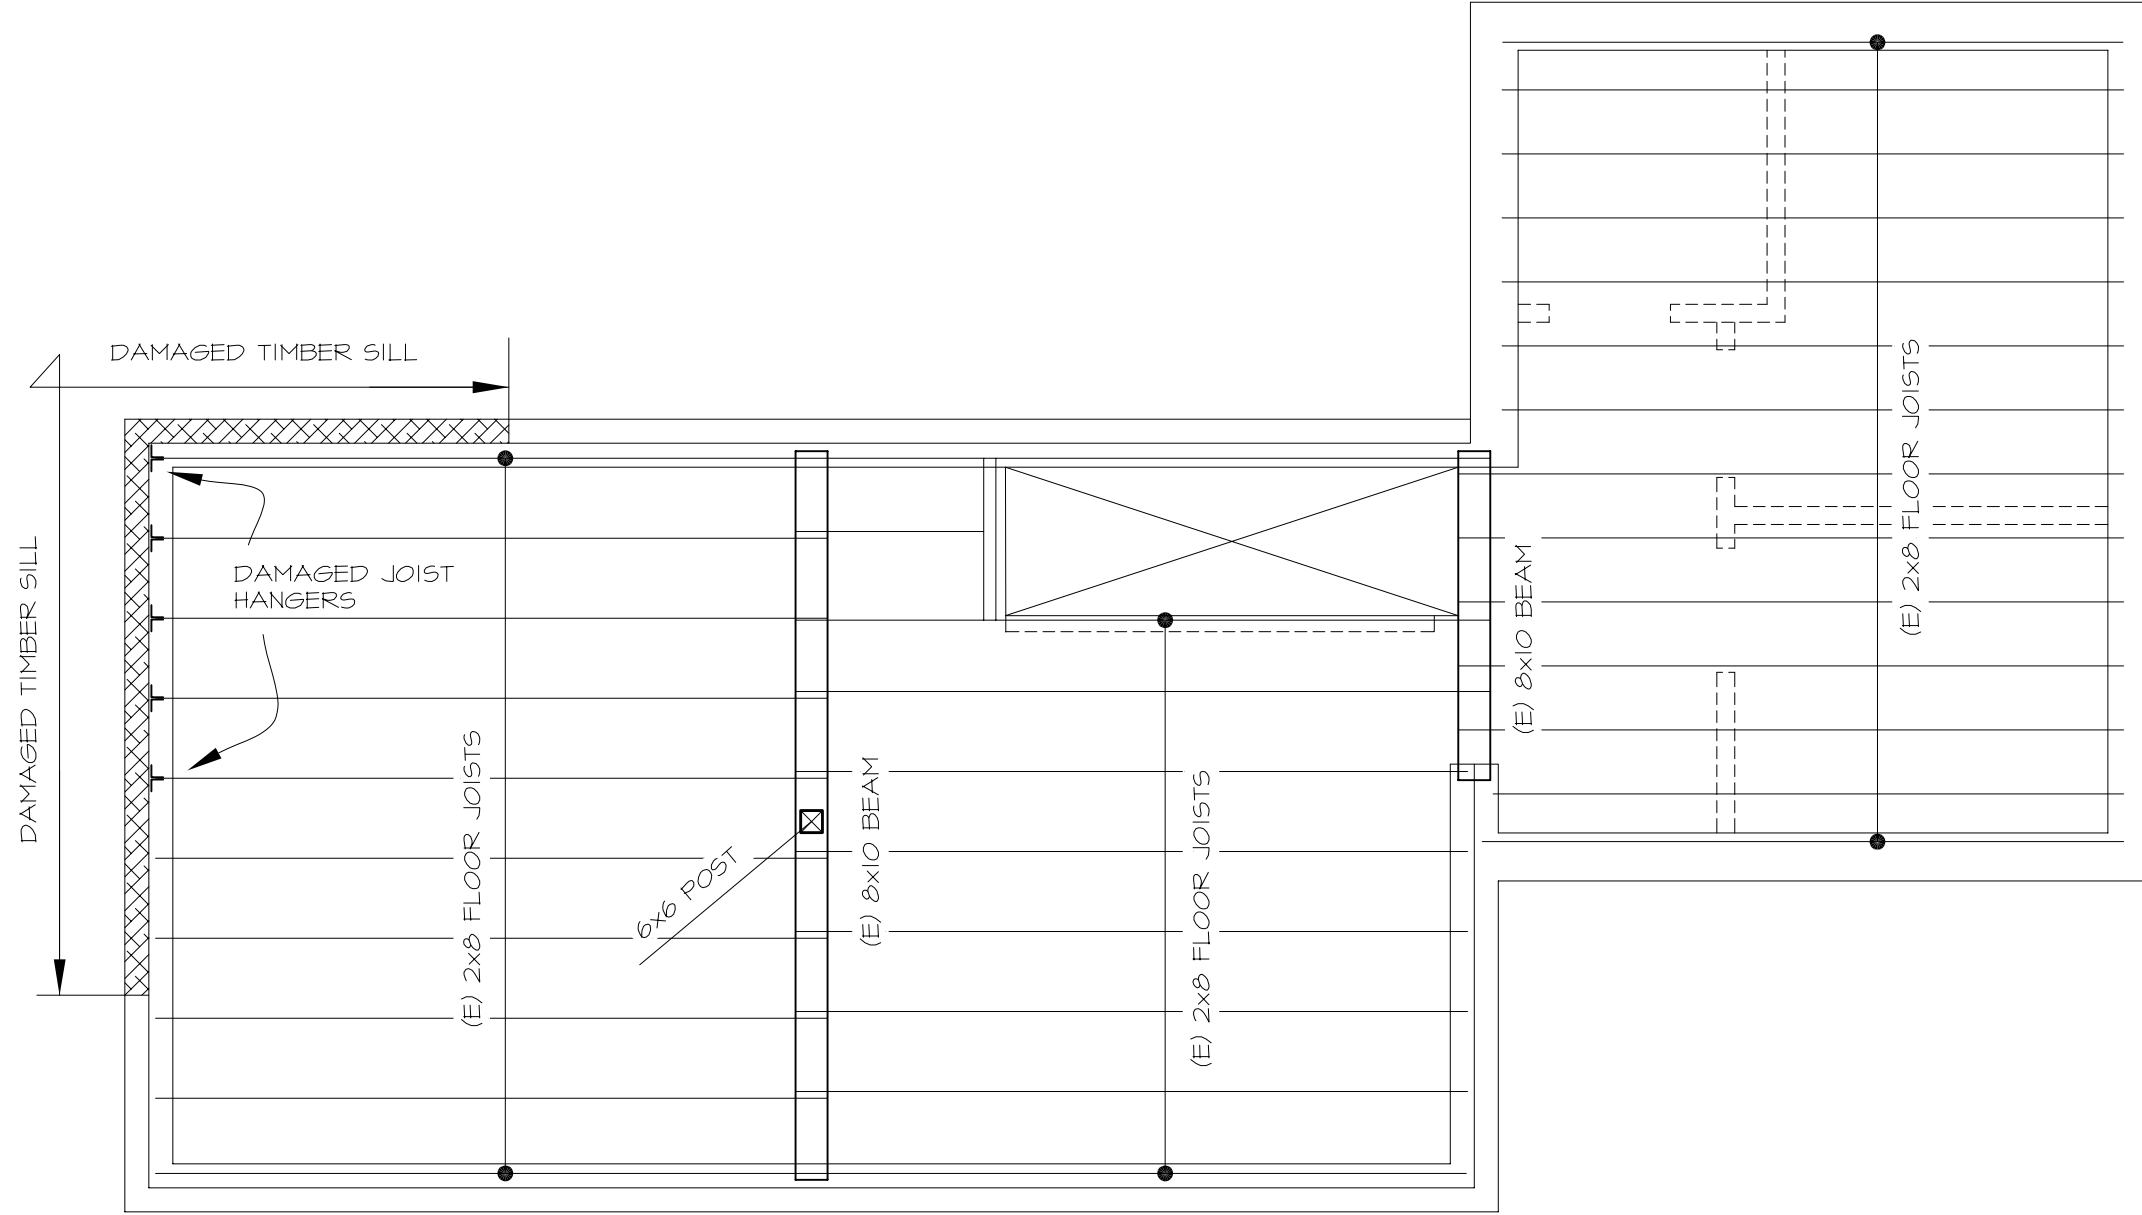 DAMAGED TIMBER SILL
DAMAGED TIMBER SILL
DAMAGED JOIST
HANGERS
(E) 2x8 FLOOR JOISTS
6x6 POST
(E) 8x10 BEAM
(E) 2x8 FLOOR JOISTS
(E) 8x10 BEAM
(E) 2x8 FLOOR JOISTS